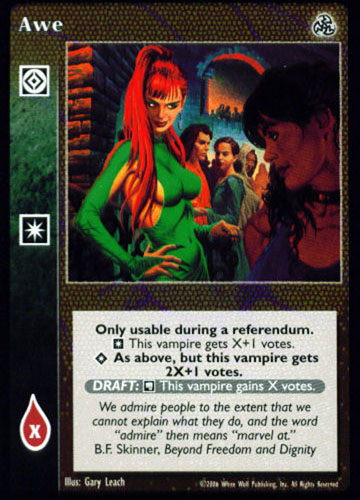 Awe
Only usable during a referendum.
This vampire gets X+1 votes.
As above, but this vampire gets
2X+1 votes.
DRAFT: This vampire gains X votes.
We admire people to the extent that we
cannot explain what they do, and the word
"admire" then means "marvel at."
B.F. Skinner, Beyond Freedom and Dignity
X
Illus: Gary Leach
©2006 White Wolf Publishing, Inc. All Rights Reserved.